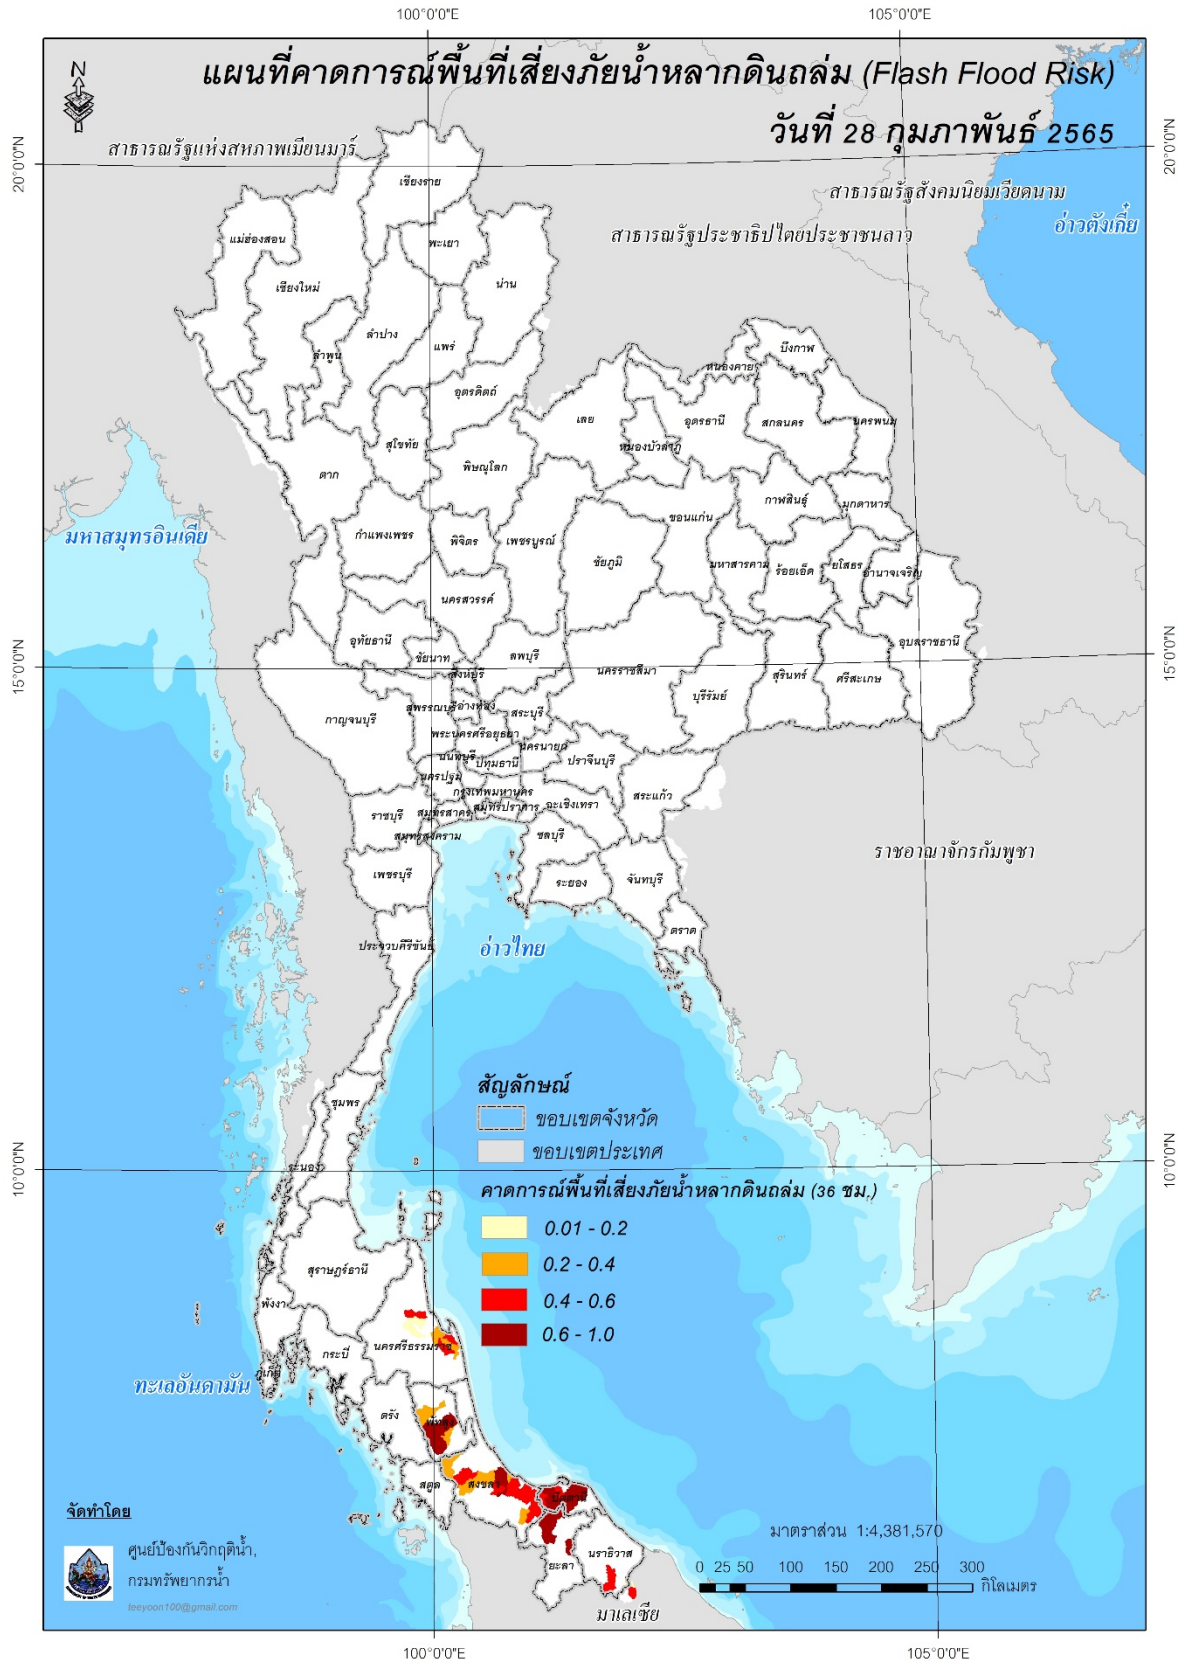 100°0'0"E
105°0'0"E
N
แผนที่คาดการณ์พื้นที่เสี่ยงภัยน้ำหลากดินถล่ม (Flash Flood Risk)
วันที่ 28 กุมภาพันธ์ 2565
20°0'0"N
20°0'0"N
สาธารณรัฐแห่งสหภาพเมียนมาร์
สาธารณรัฐสังคมนิยมเวียดนาม
อ่าวตังเกี๋ย
สาธารณรัฐประชาธิปไตยประชาชนลาว
เชียงราย
แม่ฮ่องสอน
พะเยา
เชียงใหม่
น่าน
ลำปาง
แพร่
ลำพูน
บึงกาฬ
หนองคาย
อุตรดิตถ์
เลย
อุดรธานี
สกลนคร
นครพนม
สุโขทัย
หนองบัวลำภู
ตาก
พิษณุโลก
กาฬสินธุ์
มุกดาหาร
ขอนแก่น
มหาสมุทรอินเดีย
กำแพงเพชร
พิจิตร
เพชรบูรณ์
ชัยภูมิ
มหาสารคาม
ร้อยเอ็ด
ยโสธร
อำนาจเจริญ
นครสวรรค์
อุทัยธานี
ชัยนาท
ลพบุรี
นครราชสีมา
อุบลราชธานี
15°0'0"N
15°0'0"N
สิงห์บุรี
สุรินทร์
ศรีสะเกษ
บุรีรัมย์
กาญจนบุรี
สุพรรณบุรี
อ่างทอง
สระบุรี
พระนครศรีอยุธยา
นครนายก
นนทบุรี
ปทุมธานี
ปราจีนบุรี
นครปฐม
กรุงเทพมหานคร
สระแก้ว
ราชบุรี
สมุทรสาคร
สมุทรปราการ
ฉะเชิงเทรา
สมุทรสงคราม
ชลบุรี
ราชอาณาจักรกัมพูชา
เพชรบุรี
ระยอง
จันทบุรี
ตราด
ประจวบคีรีขันธ์
อ่าวไทย
สัญลักษณ์
ขอบเขตจังหวัด
ขอบเขตประเทศ
คาดการณ์พื้นที่เสี่ยงภัยน้ำหลากดินถล่ม (36 ชม.)
0.01 - 0.2
0.2 - 0.4
0.4 - 0.6
0.6 - 1.0
ชุมพร
ระนอง
10°0'0"N
10°0'0"N
สุราษฎร์ธานี
พังงา
นครศรีธรรมราช
กระบี่
ภูเก็ต
ทะเลอันดามัน
ตรัง
พัทลุง
สตูล
สงขลา
ปัตตานี
ยะลา
นราธิวาส
มาเลเซีย
จัดทำโดย
ศูนย์ป้องกันวิกฤติน้ำ,
กรมทรัพยากรน้ำ
teeyoon100@gmail.com
มาตราส่วน 1:4,381,570
0 25 50 100 150 200 250 300
กิโลเมตร
100°0'0"E
105°0'0"E